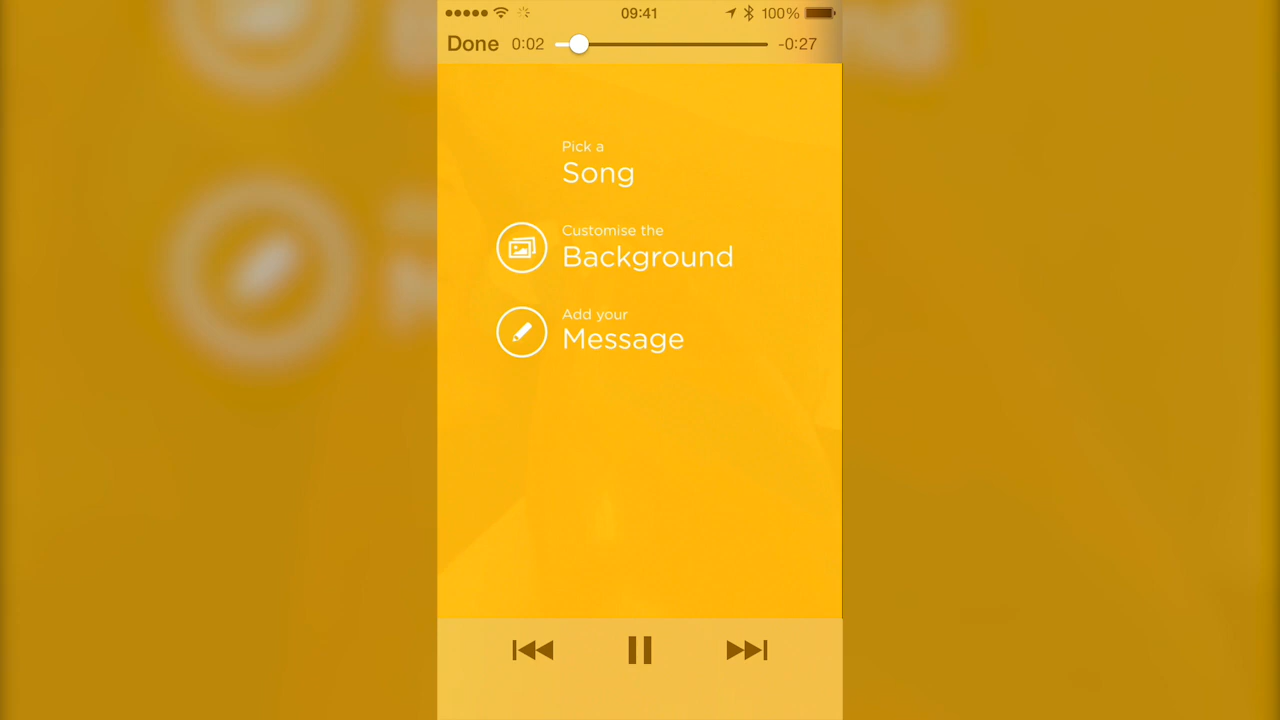 09:41
100%
Done
0:02
-0:27
Pick a
Song
Customise the
Background
Add your
Message